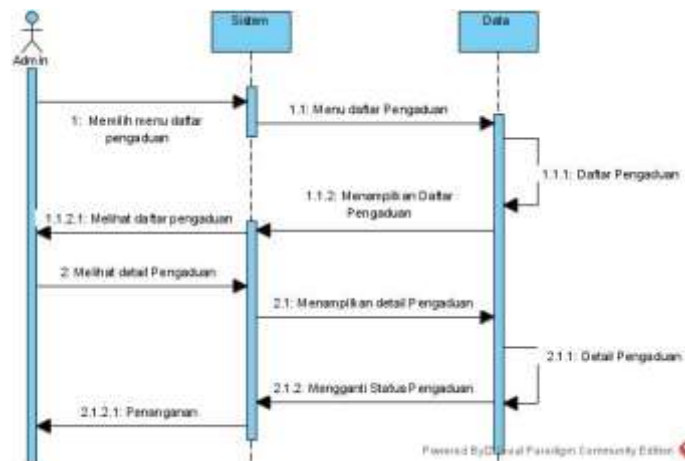 Sistem
Data
Admin
1: Memilih menu daftar
pengaduan
1.1: Menu daftar Pengaduan
1.1.1: Daftar Pengaduan
1.1.2: Menampilkan Daftar
Pengaduan
1.1.2.1: Melihat daftar pengaduan
2: Melihat detail Pengaduan
2.1: Menampilkan detail Pengaduan
2.1.1: Detail Pengaduan
2.1.2: Mengganti Status Pengaduan
2.1.2.1: Penanganan
Powered By Visual Paradigm Community Edition